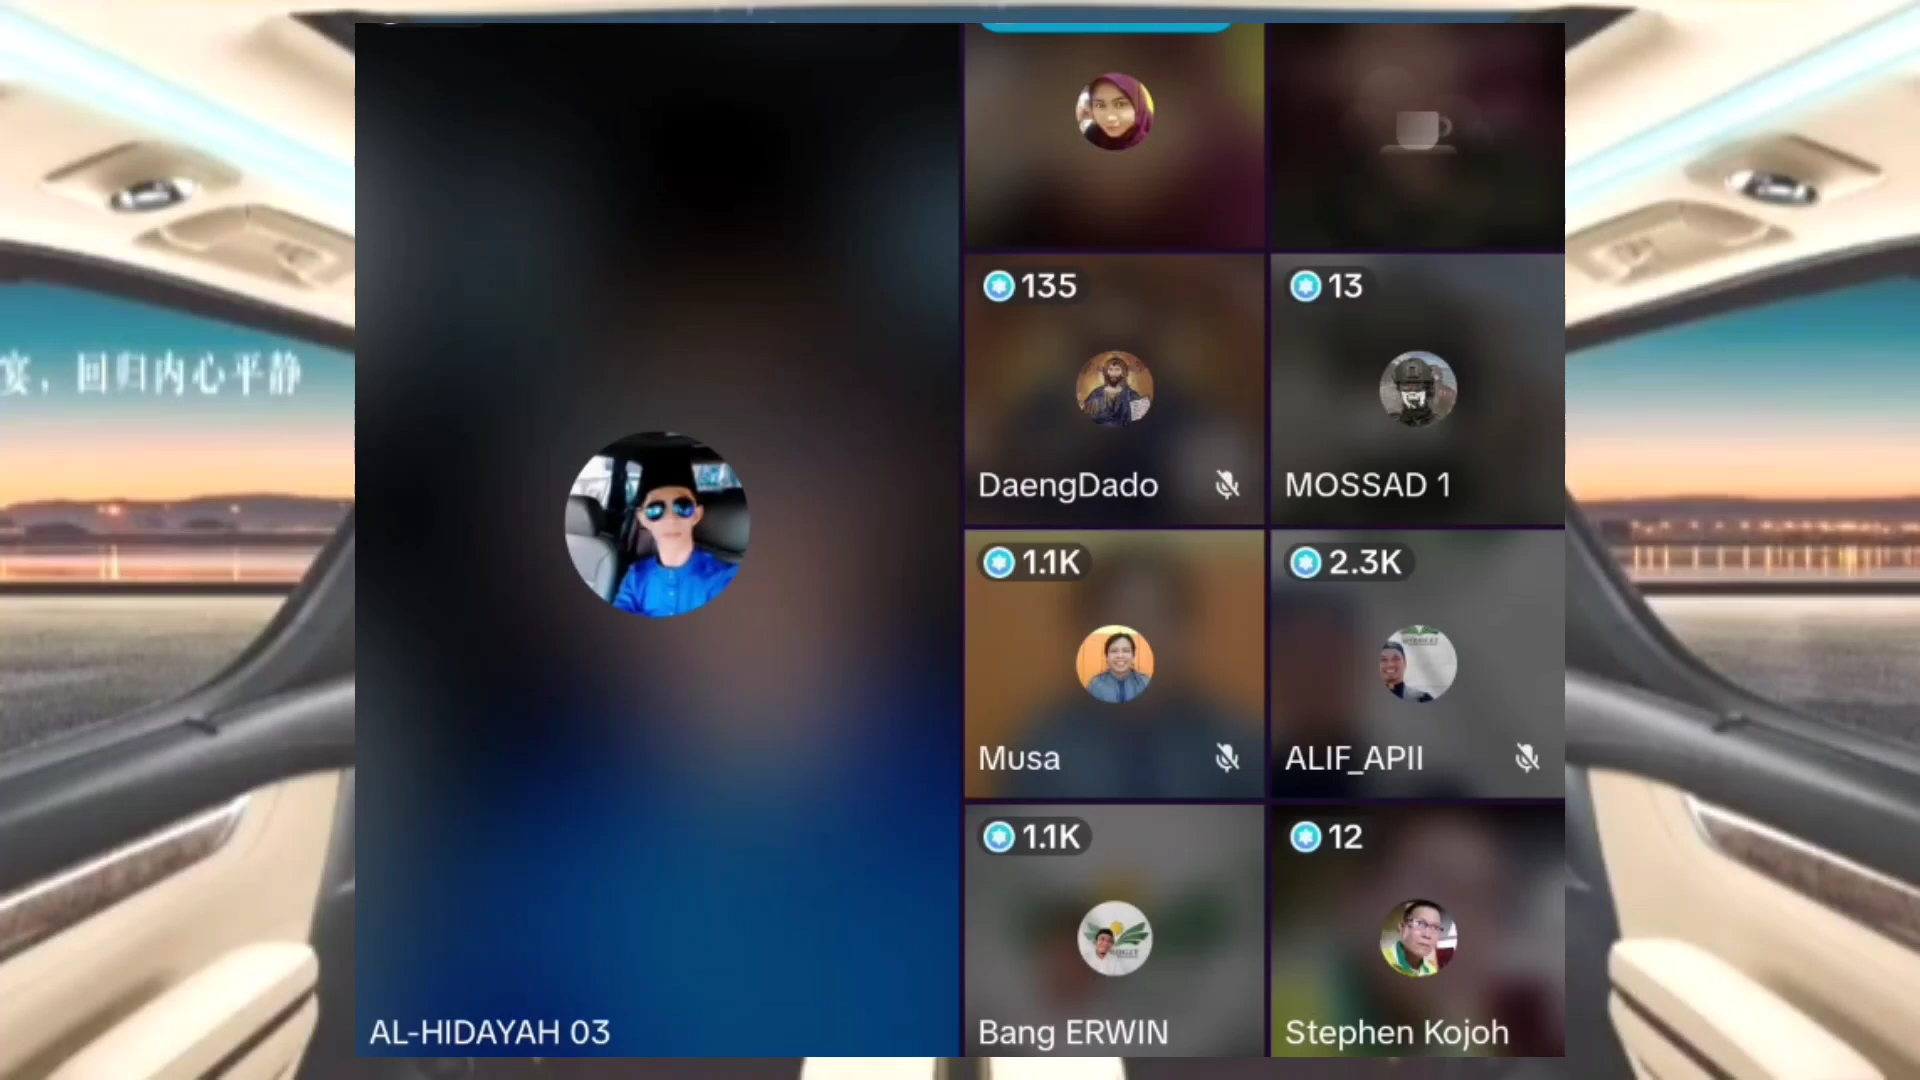 宴，回归内心平静
135
13
DaengDado
MOSSAD 1
1.1K
2.3K
Musa
ALIF_APII
1.1K
12
AL-HIDAYAH 03
Bang ERWIN
Stephen Kojoh